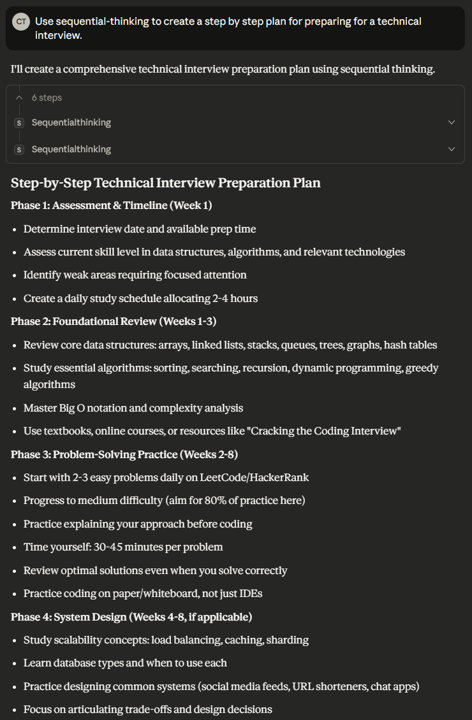 CT
Use sequential-thinking to create a step by step plan for preparing for a technical
interview.
I'll create a comprehensive technical interview preparation plan using sequential thinking.
6 steps
S Sequentialthinking
S Sequentialthinking
Step-by-Step Technical Interview Preparation Plan
Phase 1: Assessment & Timeline (Week 1)
• Determine interview date and available prep time
• Assess current skill level in data structures, algorithms, and relevant technologies
• Identify weak areas requiring focused attention
• Create a daily study schedule allocating 2-4 hours
Phase 2: Foundational Review (Weeks 1-3)
• Review core data structures: arrays, linked lists, stacks, queues, trees, graphs, hash tables
• Study essential algorithms: sorting, searching, recursion, dynamic programming, greedy
algorithms
• Master Big O notation and complexity analysis
• Use textbooks, online courses, or resources like "Cracking the Coding Interview"
Phase 3: Problem-Solving Practice (Weeks 2-8)
• Start with 2-3 easy problems daily on LeetCode/HackerRank
• Progress to medium difficulty (aim for 80% of practice here)
• Practice explaining your approach before coding
• Time yourself: 30-45 minutes per problem
• Review optimal solutions even when you solve correctly
• Practice coding on paper/whiteboard, not just IDEs
Phase 4: System Design (Weeks 4-8, if applicable)
• Study scalability concepts: load balancing, caching, sharding
• Learn database types and when to use each
• Practice designing common systems (social media feeds, URL shorteners, chat apps)
• Focus on articulating trade-offs and design decisions